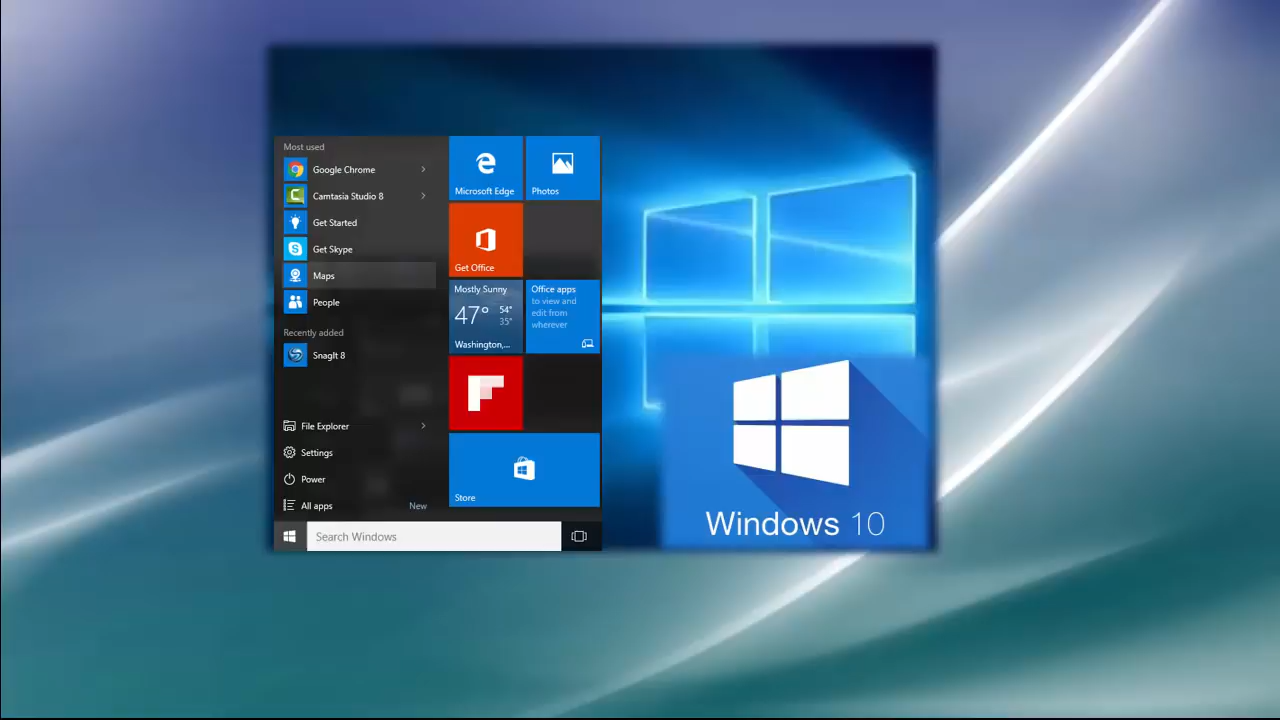 Most used
Google Chrome
Camtasia Studio 8
Get Started
Get Skype
Maps
People
Recently added
SnagIt 8
File Explorer
Settings
Power
All apps New
Search Windows
Microsoft Edge
Photos
Get Office
Mostly Sunny
47° 54°
35°
Washington,...
Office apps
to view and
edit from
wherever
Store
Windows 10